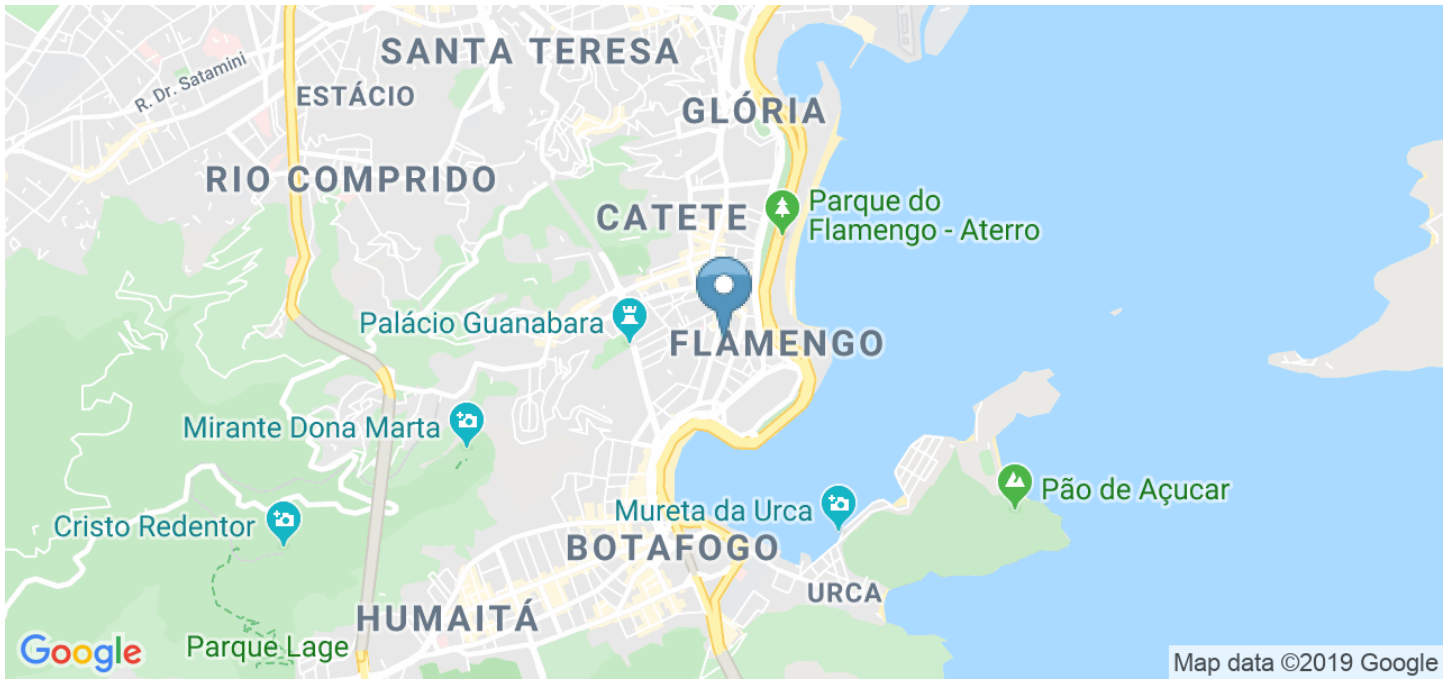 SANTA TERESA
R. Dr. Satamini
ESTÁCIO
GLÓRIA
RIO COMPRIDO
CATETE
Parque do
Flamengo - Aterro
Palácio Guanabara
FLAMENGO
Mirante Dona Marta
Pão de Açucar
Mureta da Urca
Cristo Redentor
BOTAFOGO
URCA
HUMAITÁ
Parque Lage
Google
Map data ©2019 Google